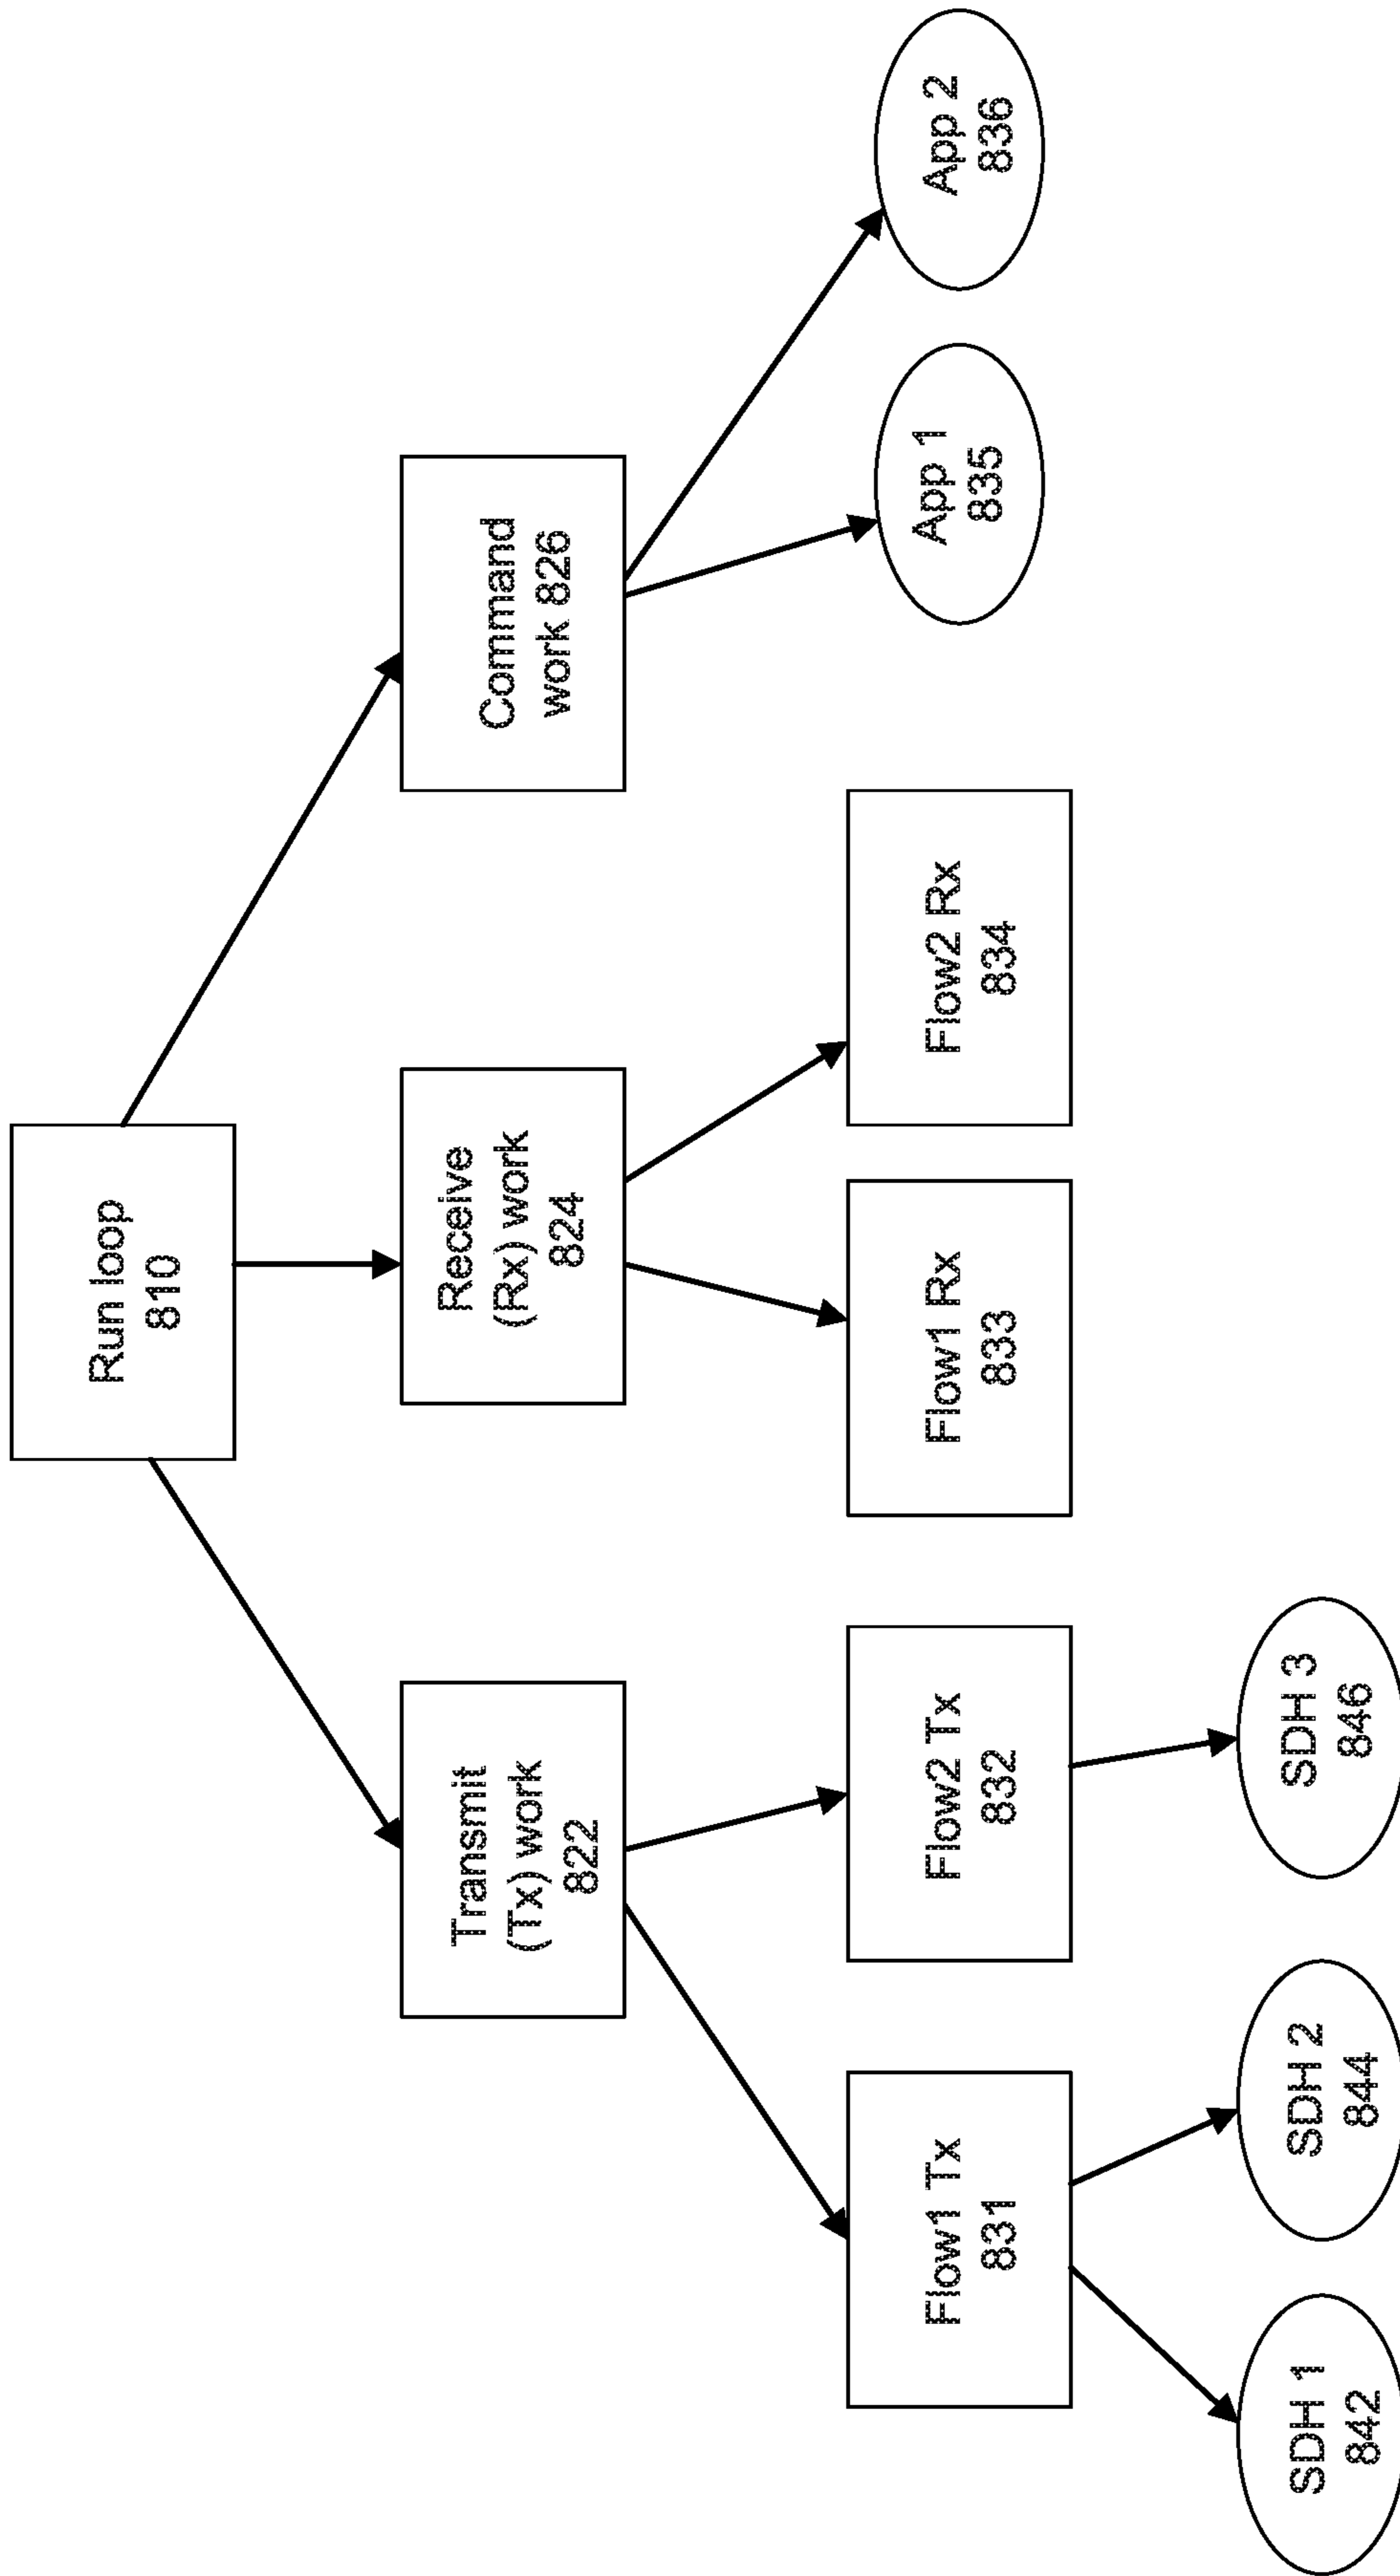 Run loop
810
Transmit
(Tx) work
822
Receive
(Rx) work
824
Command
work 826
Flow1 Tx
831
Flow2 Tx
832
Flow1 Rx
833
Flow2 Rx
834
App 1
835
App 2
836
SDH 1
842
SDH 2
844
SDH 3
846